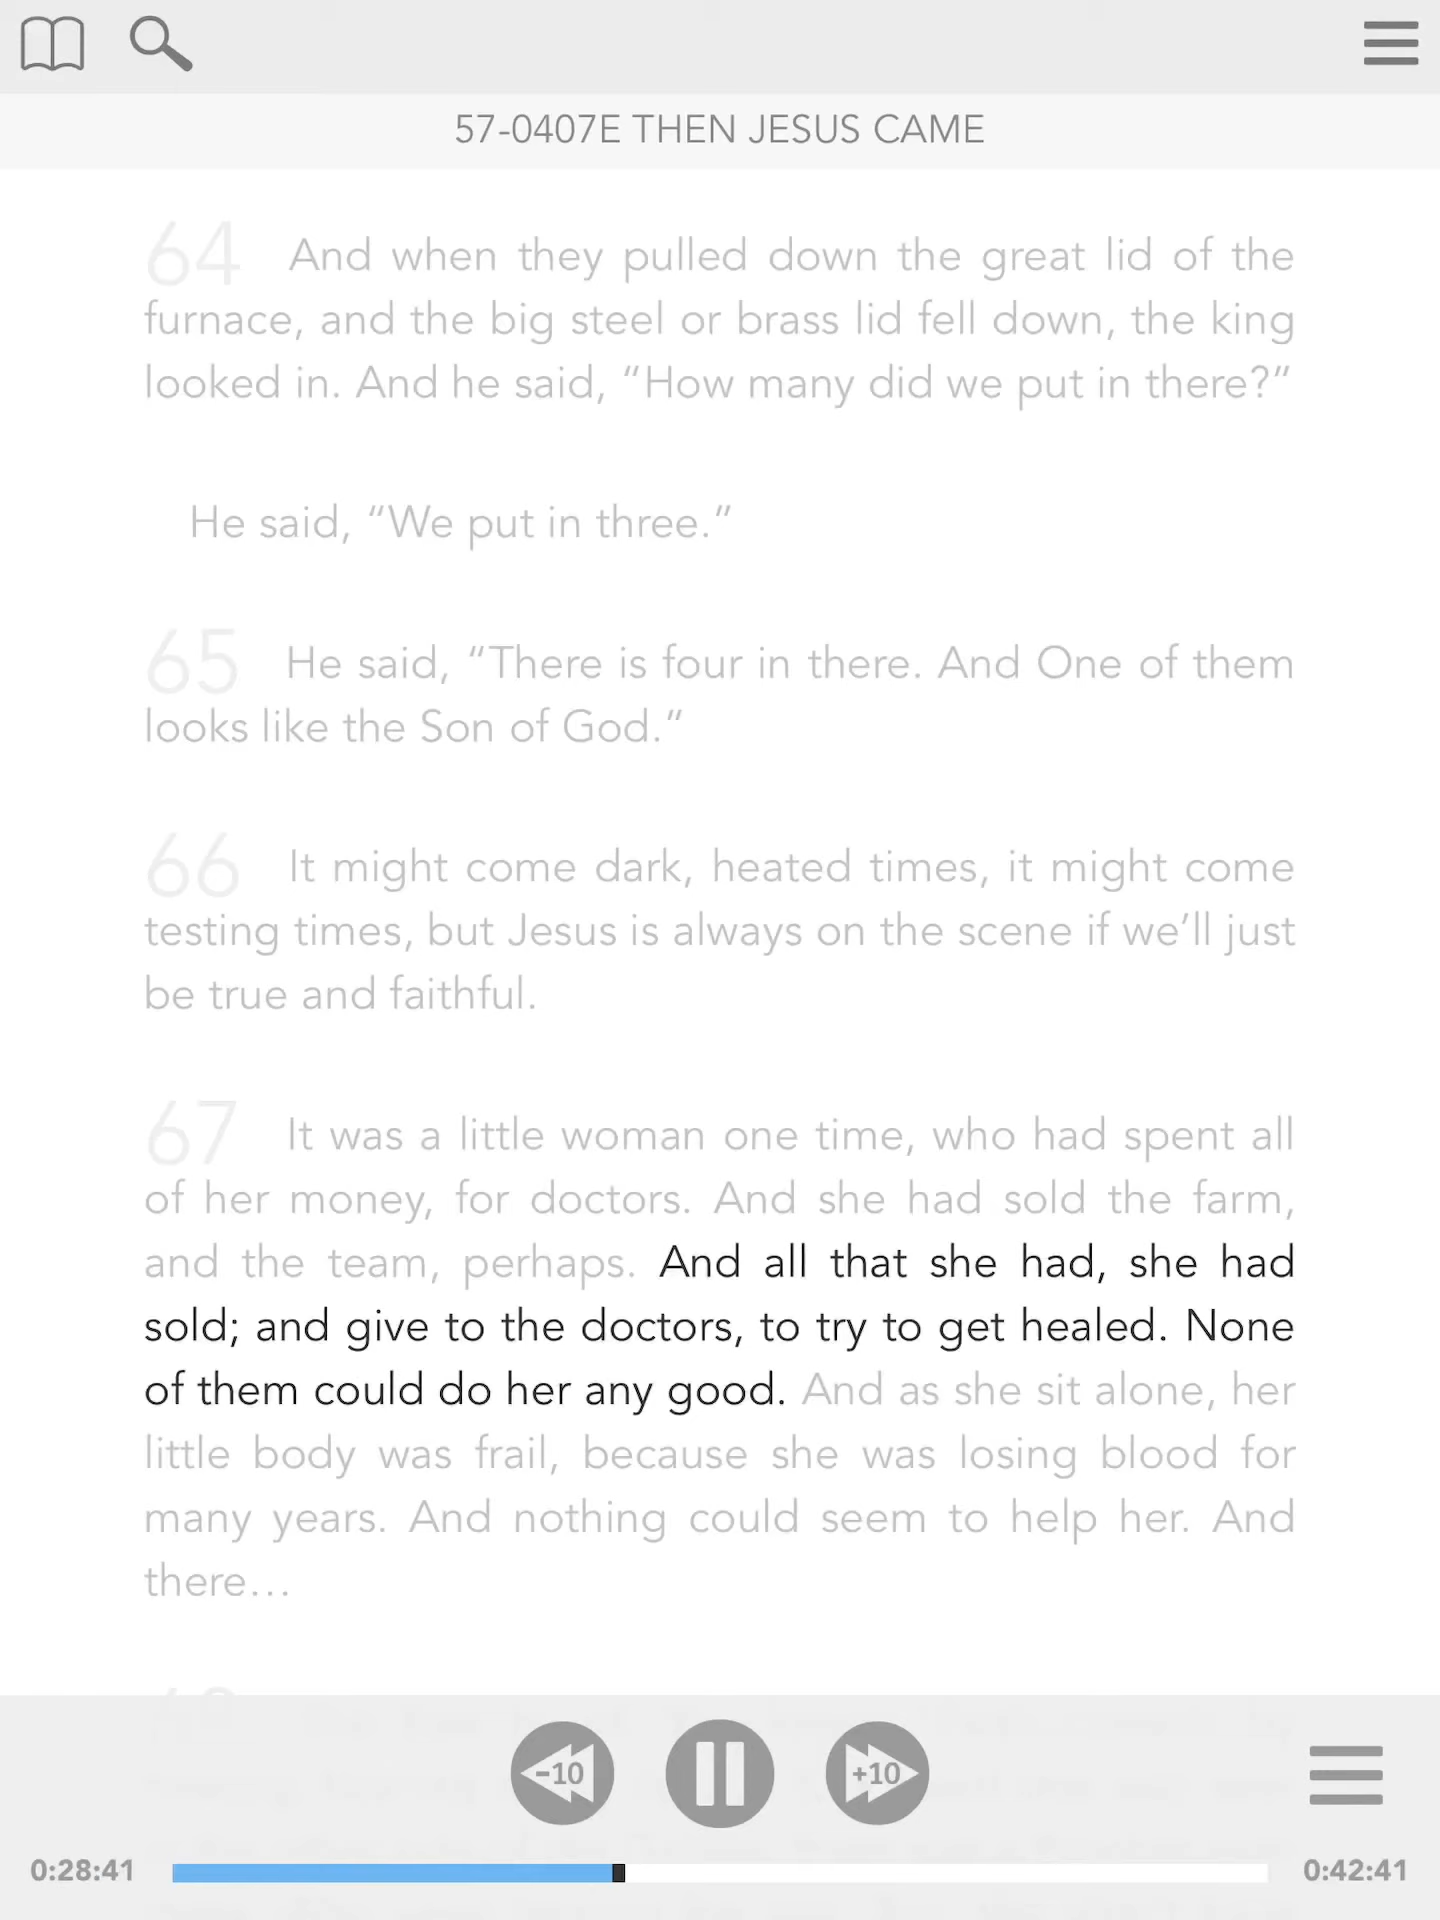 57-0407E THEN JESUS CAME
64 And when they pulled down the great lid of the
furnace, and the big steel or brass lid fell down, the king
looked in. And he said, “How many did we put in there?”
He said, “We put in three.”
65 He said, “There is four in there. And One of them
looks like the Son of God.”
66 It might come dark, heated times, it might come
testing times, but Jesus is always on the scene if we’ll just
be true and faithful.
67 It was a little woman one time, who had spent all
of her money, for doctors. And she had sold the farm,
and the team, perhaps. And all that she had, she had
sold; and give to the doctors, to try to get healed. None
of them could do her any good. And as she sit alone, her
little body was frail, because she was losing blood for
many years. And nothing could seem to help her. And
there…
-10 +10
0:28:41 0:42:41